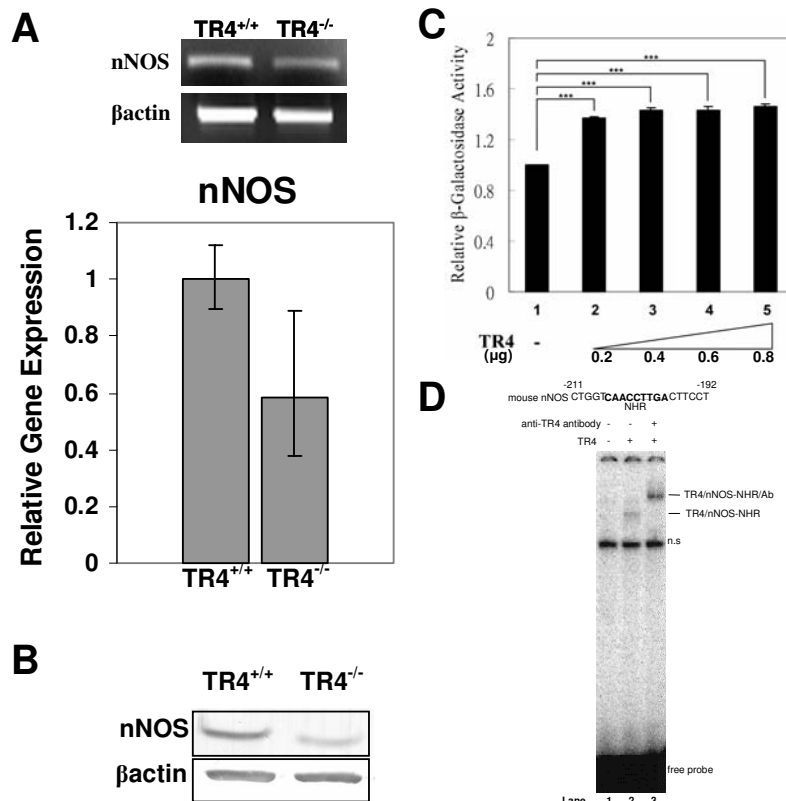 A
TR4+/+ TR4-/-
nNOS
βactin
nNOS
Relative Gene Expression
1.2
1
0.8
0.6
0.4
0.2
0
TR4+/+ TR4-/-
B
TR4+/+ TR4-/-
nNOS
βactin
C
Relative β-Galactosidase Activity
2
1.6
1.2
0.8
0.4
0
***
***
***
***
1 2 3 4 5
TR4 -
(µg) 0.2 0.4 0.6 0.8
D
-211 -192
mouse nNOS CTGGTCAACCTTGACTTCCT
NHR
anti-TR4 antibody - - +
TR4 - + +
TR4/nNOS-NHR/Ab
TR4/nNOS-NHR
n.s
free probe
Lane 1 2 3